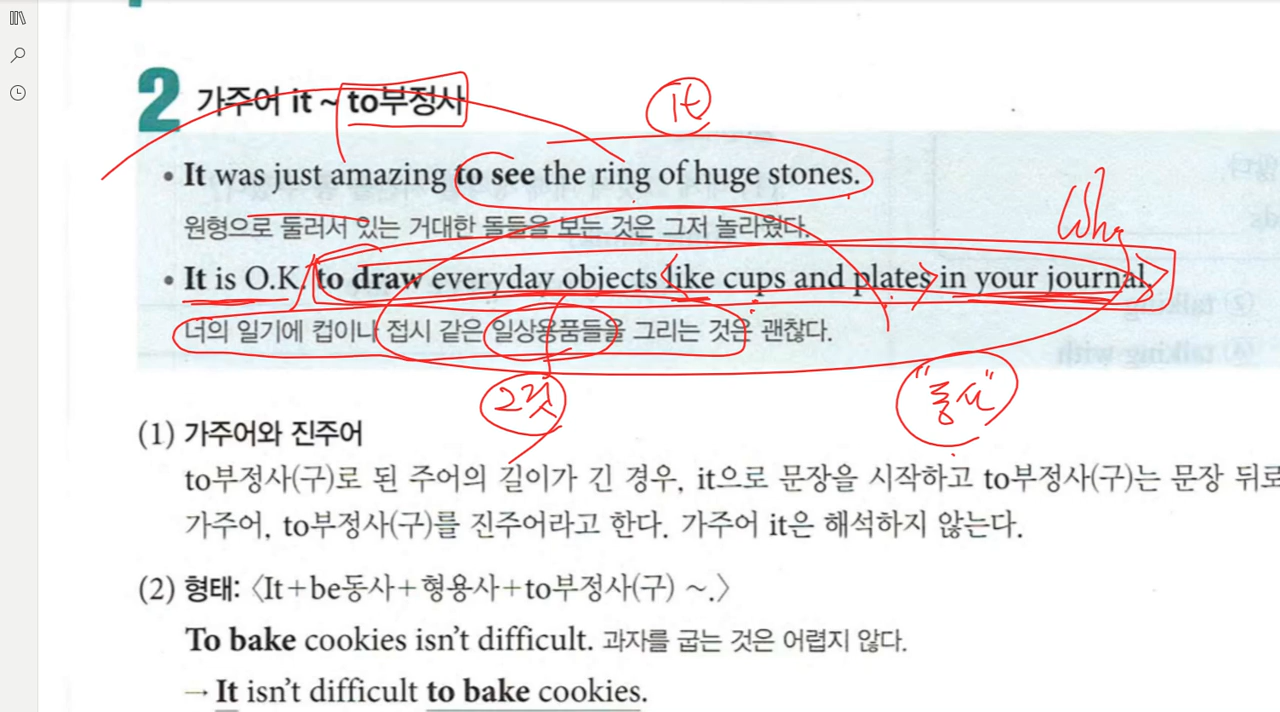 2 가주어 it ~ to부정사
It
• It was just amazing to see the ring of huge stones.
원형으로 둘러서 있는 거대한 돌들을 보는 것은 그저 놀라웠다.
Why
• It is O.K. to draw everyday objects like cups and plates in your journal.
너의 일기에 컵이나 접시 같은 일상용품들을 그리는 것은 괜찮다.
(1) 가주어와 진주어
to부정사(구)로 된 주어의 길이가 긴 경우, it으로 문장을 시작하고 to부정사(구)는 문장 뒤로
가주어, to부정사(구)를 진주어라고 한다. 가주어 it은 해석하지 않는다.
(2) 형태: 〈It+be동사+형용사+to부정사(구) ~.〉
To bake cookies isn't difficult. 과자를 굽는 것은 어렵지 않다.
→ It isn't difficult to bake cookies.